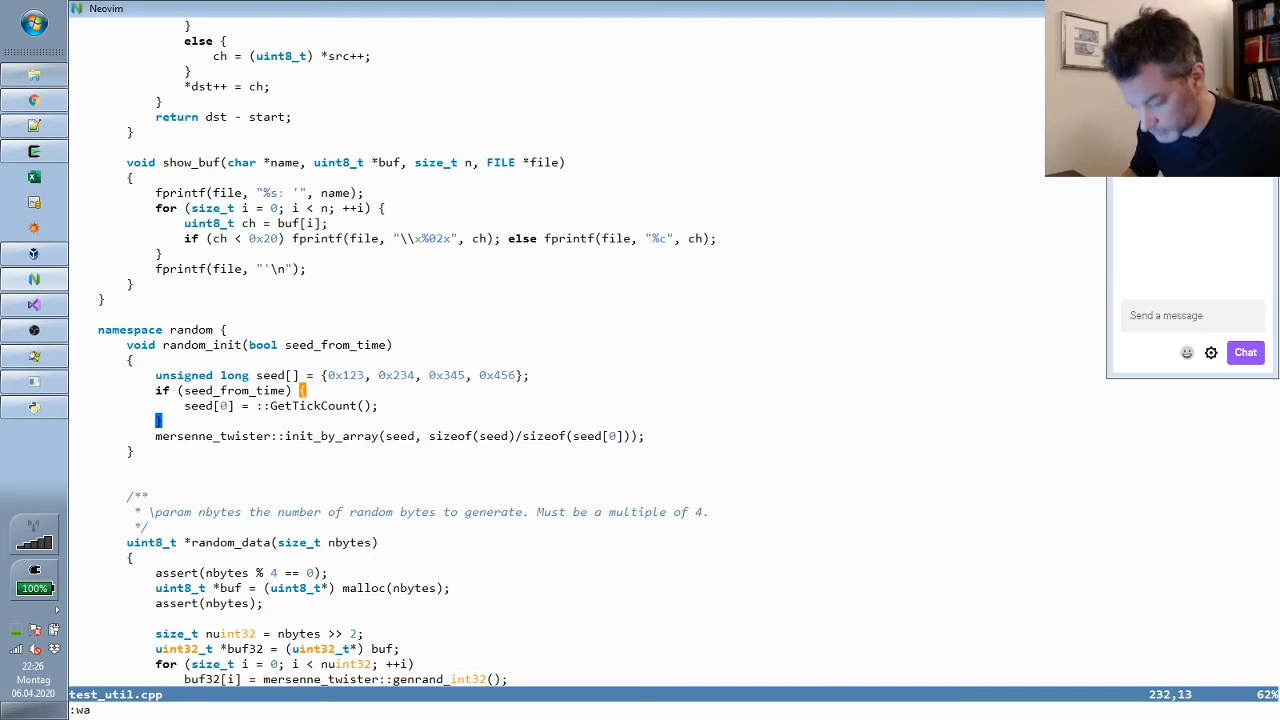 Neovim
}
else {
ch = (uint8_t) *src++;
}
*dst++ = ch;
}
return dst - start;
}
void show_buf(char *name, uint8_t *buf, size_t n, FILE *file)
{
fprintf(file, "%s: '", name);
for (size_t i = 0; i < n; ++i) {
uint8_t ch = buf[i];
if (ch < 0x20) fprintf(file, "\\x%02x", ch); else fprintf(file, "%c", ch);
}
fprintf(file, "'\n");
}
}
namespace random {
void random_init(bool seed_from_time)
{
unsigned long seed[] = {0x123, 0x234, 0x345, 0x456};
if (seed_from_time) {
seed[0] = ::GetTickCount();
}
mersenne_twister::init_by_array(seed, sizeof(seed)/sizeof(seed[0]));
}
/**
* \param nbytes the number of random bytes to generate. Must be a multiple of 4.
*/
uint8_t *random_data(size_t nbytes)
{
assert(nbytes % 4 == 0);
uint8_t *buf = (uint8_t*) malloc(nbytes);
assert(nbytes);
size_t nuint32 = nbytes >> 2;
uint32_t *buf32 = (uint32_t*) buf;
for (size_t i = 0; i < nuint32; ++i)
buf32[i] = mersenne_twister::genrand_int32();
test_util.cpp 232,13 62%
:wa
Send a message
Chat
100%
22:26
Montag
06.04.2020